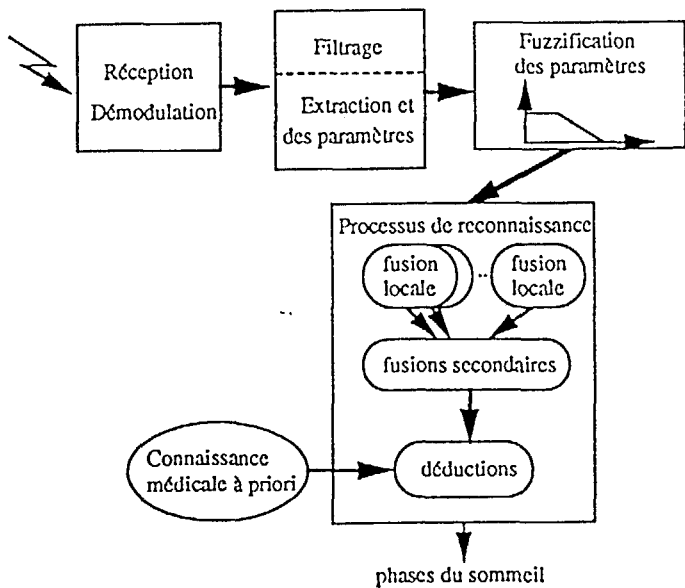 Réception
Démodulation
Filtrage
Extraction et
des paramètres
Fuzzification
des paramètres
Processus de reconnaissance
fusion
locale
..
fusion
locale
fusions secondaires
Connaissance
médicale à priori
déductions
phases du sommeil